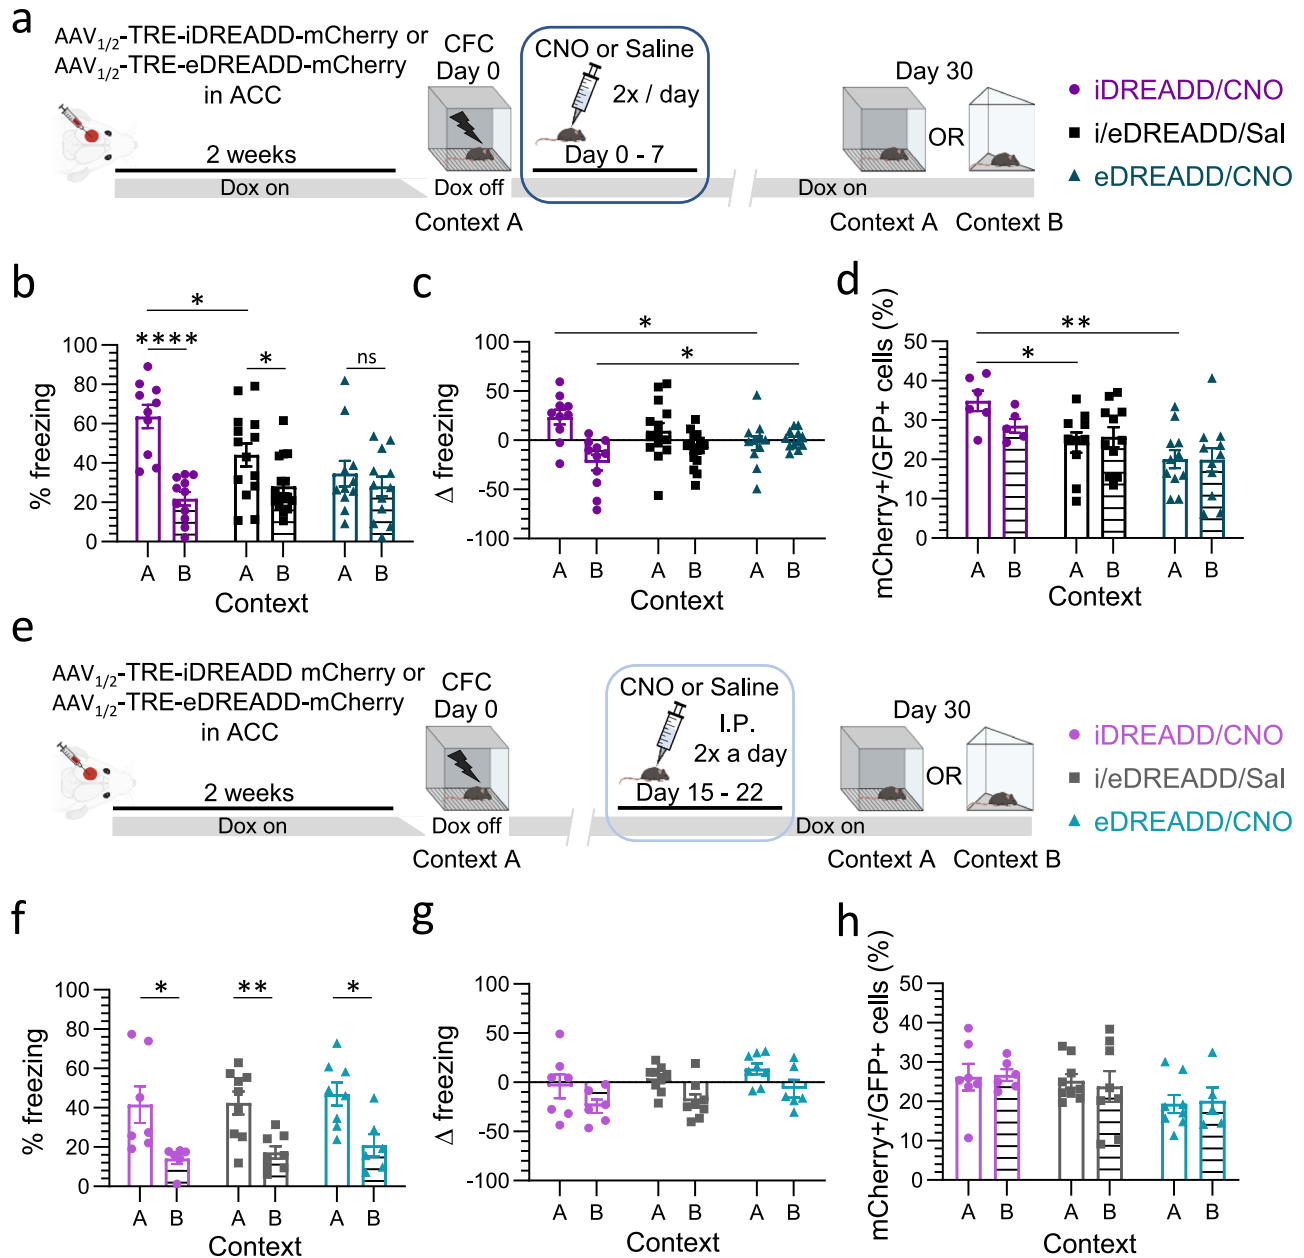 a
AAV1/2-TRE-iDREADD-mCherry or
AAV1/2-TRE-eDREADD-mCherry
in ACC
2 weeks
Dox on
CFC
Day 0
Dox off
Context A
CNO or Saline
2x / day
Day 0 - 7
Day 30
OR
Dox on
Context A
Context B
iDREADD/CNO
i/eDREADD/Sal
eDREADD/CNO
b
% freezing
100
80
60
40
20
0
*
****
*
ns
A B A B A B
Context
c
Δ freezing
100
50
0
-50
-100
*
*
A B A B A B
Context
d
mCherry+/GFP+ cells (%)
50
40
30
20
10
0
**
*
A B A B A B
Context
e
AAV1/2-TRE-iDREADD mCherry or
AAV1/2-TRE-eDREADD-mCherry
in ACC
2 weeks
Dox on
CFC
Day 0
Dox off
Context A
CNO or Saline
I.P.
2x a day
Day 15 - 22
Day 30
OR
Dox on
Context A
Context B
iDREADD/CNO
i/eDREADD/Sal
eDREADD/CNO
f
% freezing
100
80
60
40
20
0
*
**
*
A B A B A B
Context
g
Δ freezing
100
50
0
-50
-100
A B A B A B
Context
h
mCherry+/GFP+ cells (%)
50
40
30
20
10
0
A B A B A B
Context